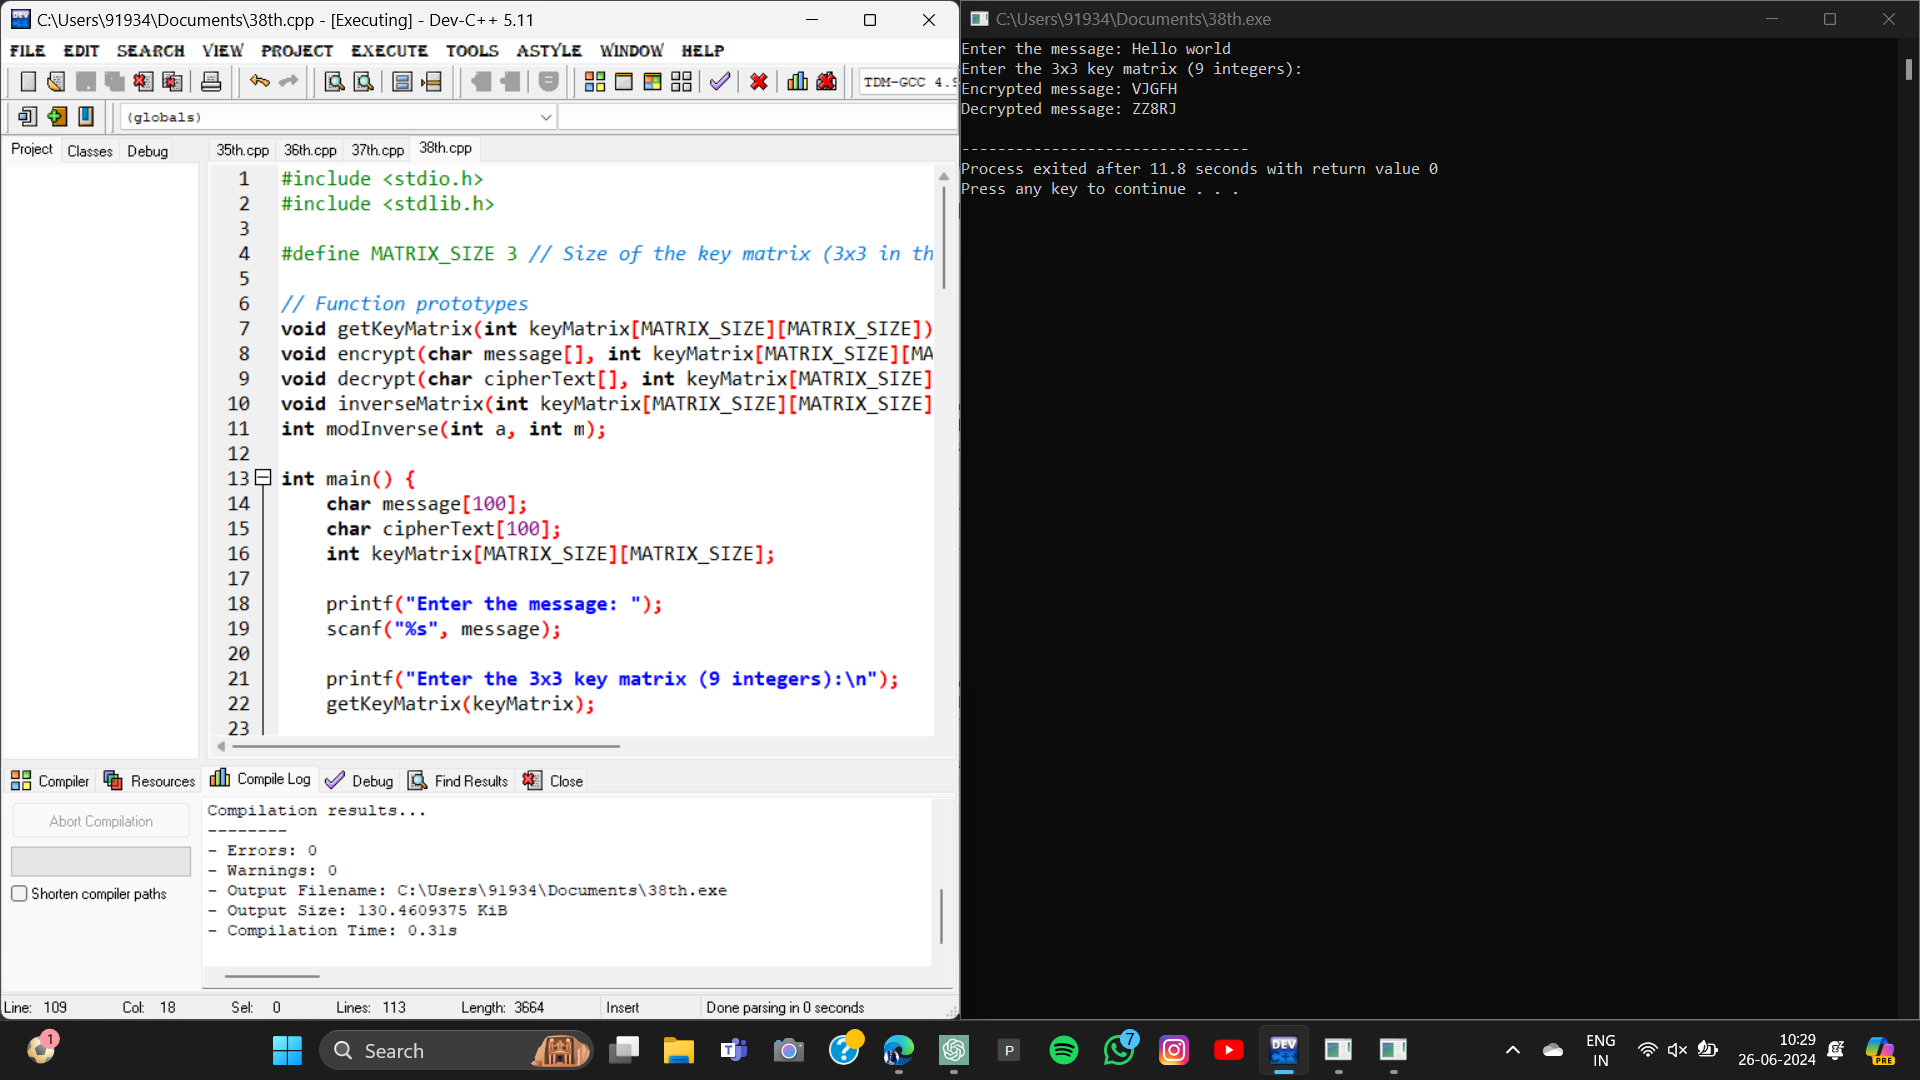 C:\Users\91934\Documents\38th.cpp - [Executing] - Dev-C++ 5.11
FILE EDIT SEARCH VIEW PROJECT EXECUTE TOOLS ASTYLE WINDOW HELP
TDM-GCC 4.9
(globals)
Project Classes Debug
35th.cpp 36th.cpp 37th.cpp 38th.cpp
1 #include <stdio.h>
2 #include <stdlib.h>
3
4 #define MATRIX_SIZE 3 // Size of the key matrix (3x3 in th
5
6 // Function prototypes
7 void getKeyMatrix(int keyMatrix[MATRIX_SIZE][MATRIX_SIZE])
8 void encrypt(char message[], int keyMatrix[MATRIX_SIZE][MA
9 void decrypt(char cipherText[], int keyMatrix[MATRIX_SIZE]
10 void inverseMatrix(int keyMatrix[MATRIX_SIZE][MATRIX_SIZE]
11 int modInverse(int a, int m);
12
13 int main() {
14 char message[100];
15 char cipherText[100];
16 int keyMatrix[MATRIX_SIZE][MATRIX_SIZE];
17
18 printf("Enter the message: ");
19 scanf("%s", message);
20
21 printf("Enter the 3x3 key matrix (9 integers):\n");
22 getKeyMatrix(keyMatrix);
23
Compiler Resources Compile Log Debug Find Results Close
Abort Compilation
Shorten compiler paths
Compilation results...
--------
- Errors: 0
- Warnings: 0
- Output Filename: C:\Users\91934\Documents\38th.exe
- Output Size: 130.4609375 KiB
- Compilation Time: 0.31s
Line: 109 Col: 18 Sel: 0 Lines: 113 Length: 3664 Insert Done parsing in 0 seconds
C:\Users\91934\Documents\38th.exe
Enter the message: Hello world
Enter the 3x3 key matrix (9 integers):
Encrypted message: VJGFH
Decrypted message: ZZ8RJ
--------------------------------
Process exited after 11.8 seconds with return value 0
Press any key to continue . . .
1
Search
P
7
DEV
ENG
IN
10:29
26-06-2024
PRE